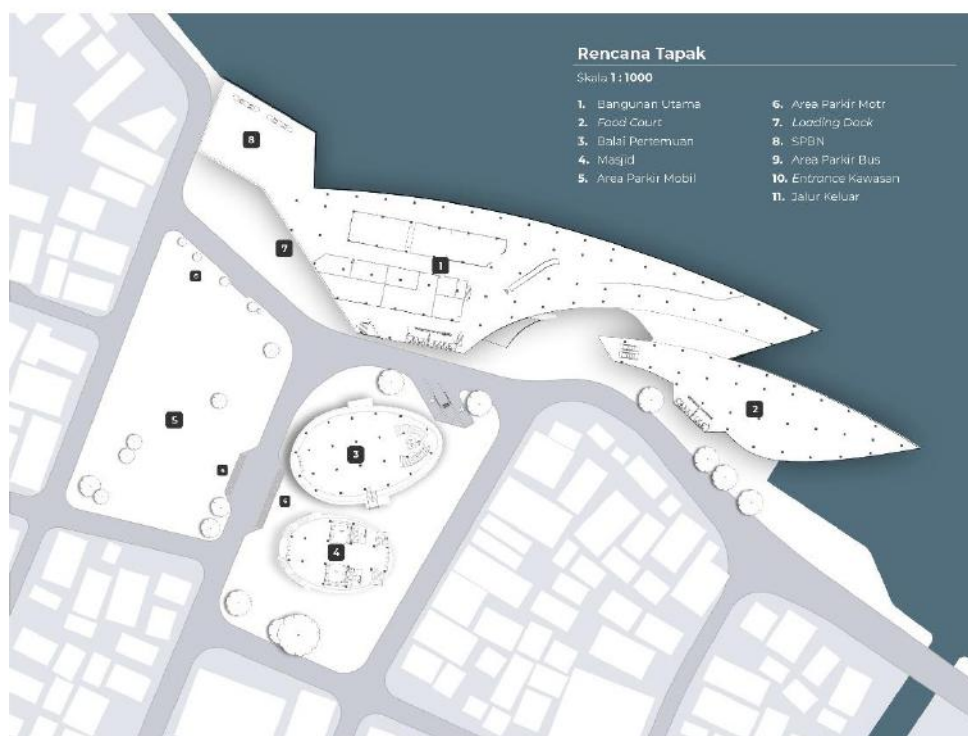 Rencana Tapak
Skala 1 : 1000
1. Bangunan Utama
2. Food Court
3. Balai Pertemuan
4. Masjid
5. Area Parkir Mobil
6. Area Parkir Motr
7. Loading Dock
8. SPBN
9. Area Parkir Bus
10. Entrance Kawasan
11. Jalur Keluar
8
7
1
5
2
3
4